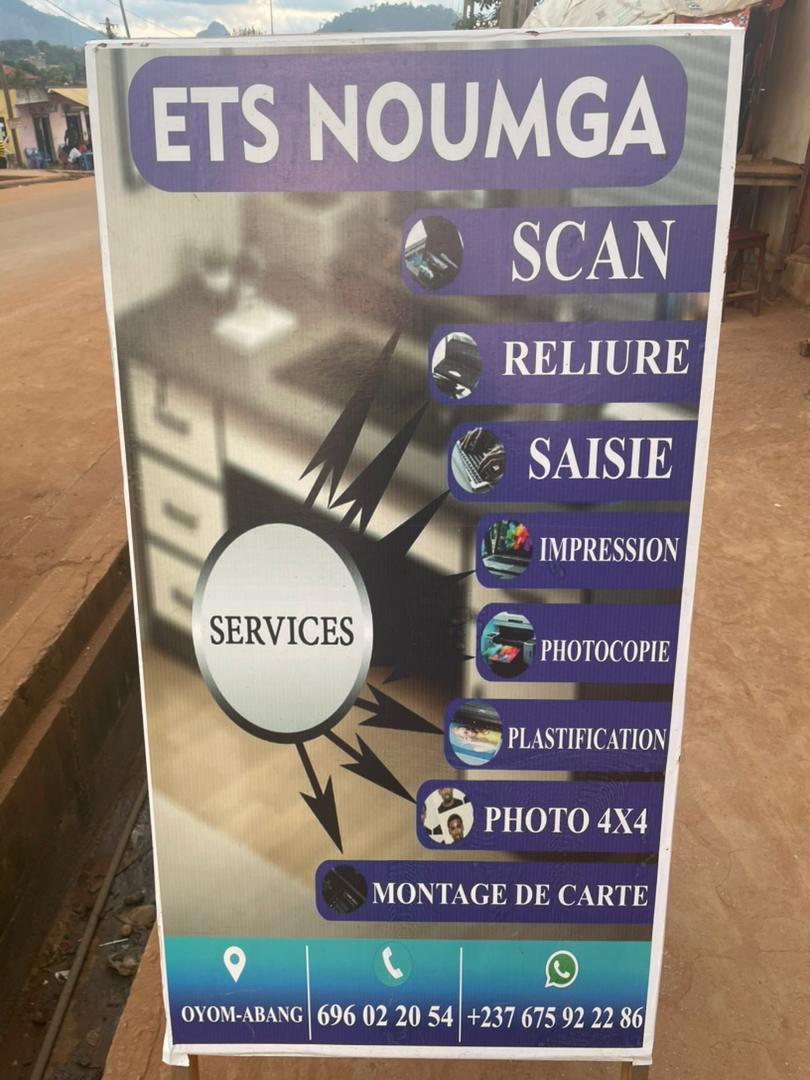 ETS NOUMGA
SCAN
RELIURE
SAISIE
IMPRESSION
SERVICES
PHOTOCOPIE
PLASTIFICATION
PHOTO 4X4
MONTAGE DE CARTE
OYOM-ABANG
696 02 20 54
+237 675 92 22 86